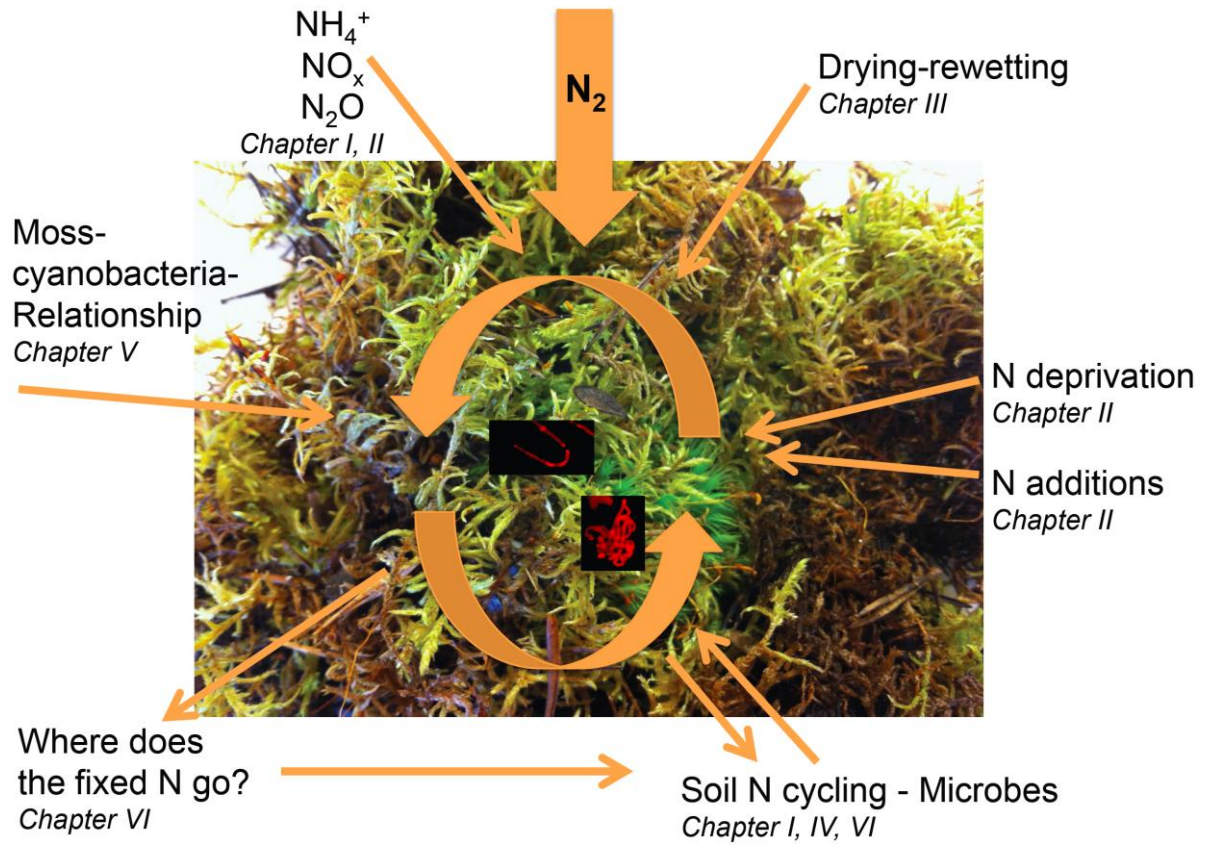 NH₄⁺
NOₓ
N₂O
Chapter I, II
N₂
Drying-rewetting
Chapter III
Moss-
cyanobacteria-
Relationship
Chapter V
N deprivation
Chapter II
N additions
Chapter II
Where does
the fixed N go?
Chapter VI
Soil N cycling - Microbes
Chapter I, IV, VI